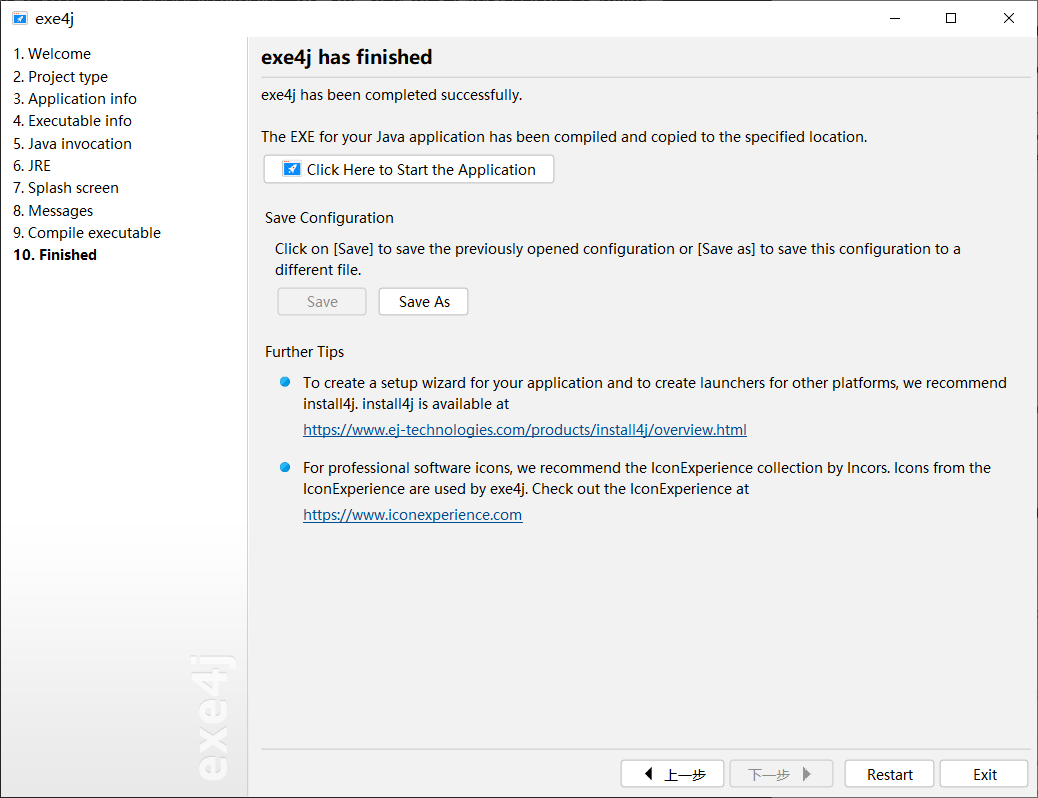 exe4j
1. Welcome
2. Project type
3. Application info
4. Executable info
5. Java invocation
6. JRE
7. Splash screen
8. Messages
9. Compile executable
10. Finished
exe4j
exe4j has finished
exe4j has been completed successfully.
The EXE for your Java application has been compiled and copied to the specified location.
Click Here to Start the Application
Save Configuration
Click on [Save] to save the previously opened configuration or [Save as] to save this configuration to a
different file.
Save Save As
Further Tips
To create a setup wizard for your application and to create launchers for other platforms, we recommend
install4j. install4j is available at
https://www.ej-technologies.com/products/install4j/overview.html
For professional software icons, we recommend the IconExperience collection by Incors. Icons from the
IconExperience are used by exe4j. Check out the IconExperience at
https://www.iconexperience.com
上一步 下一步 Restart Exit